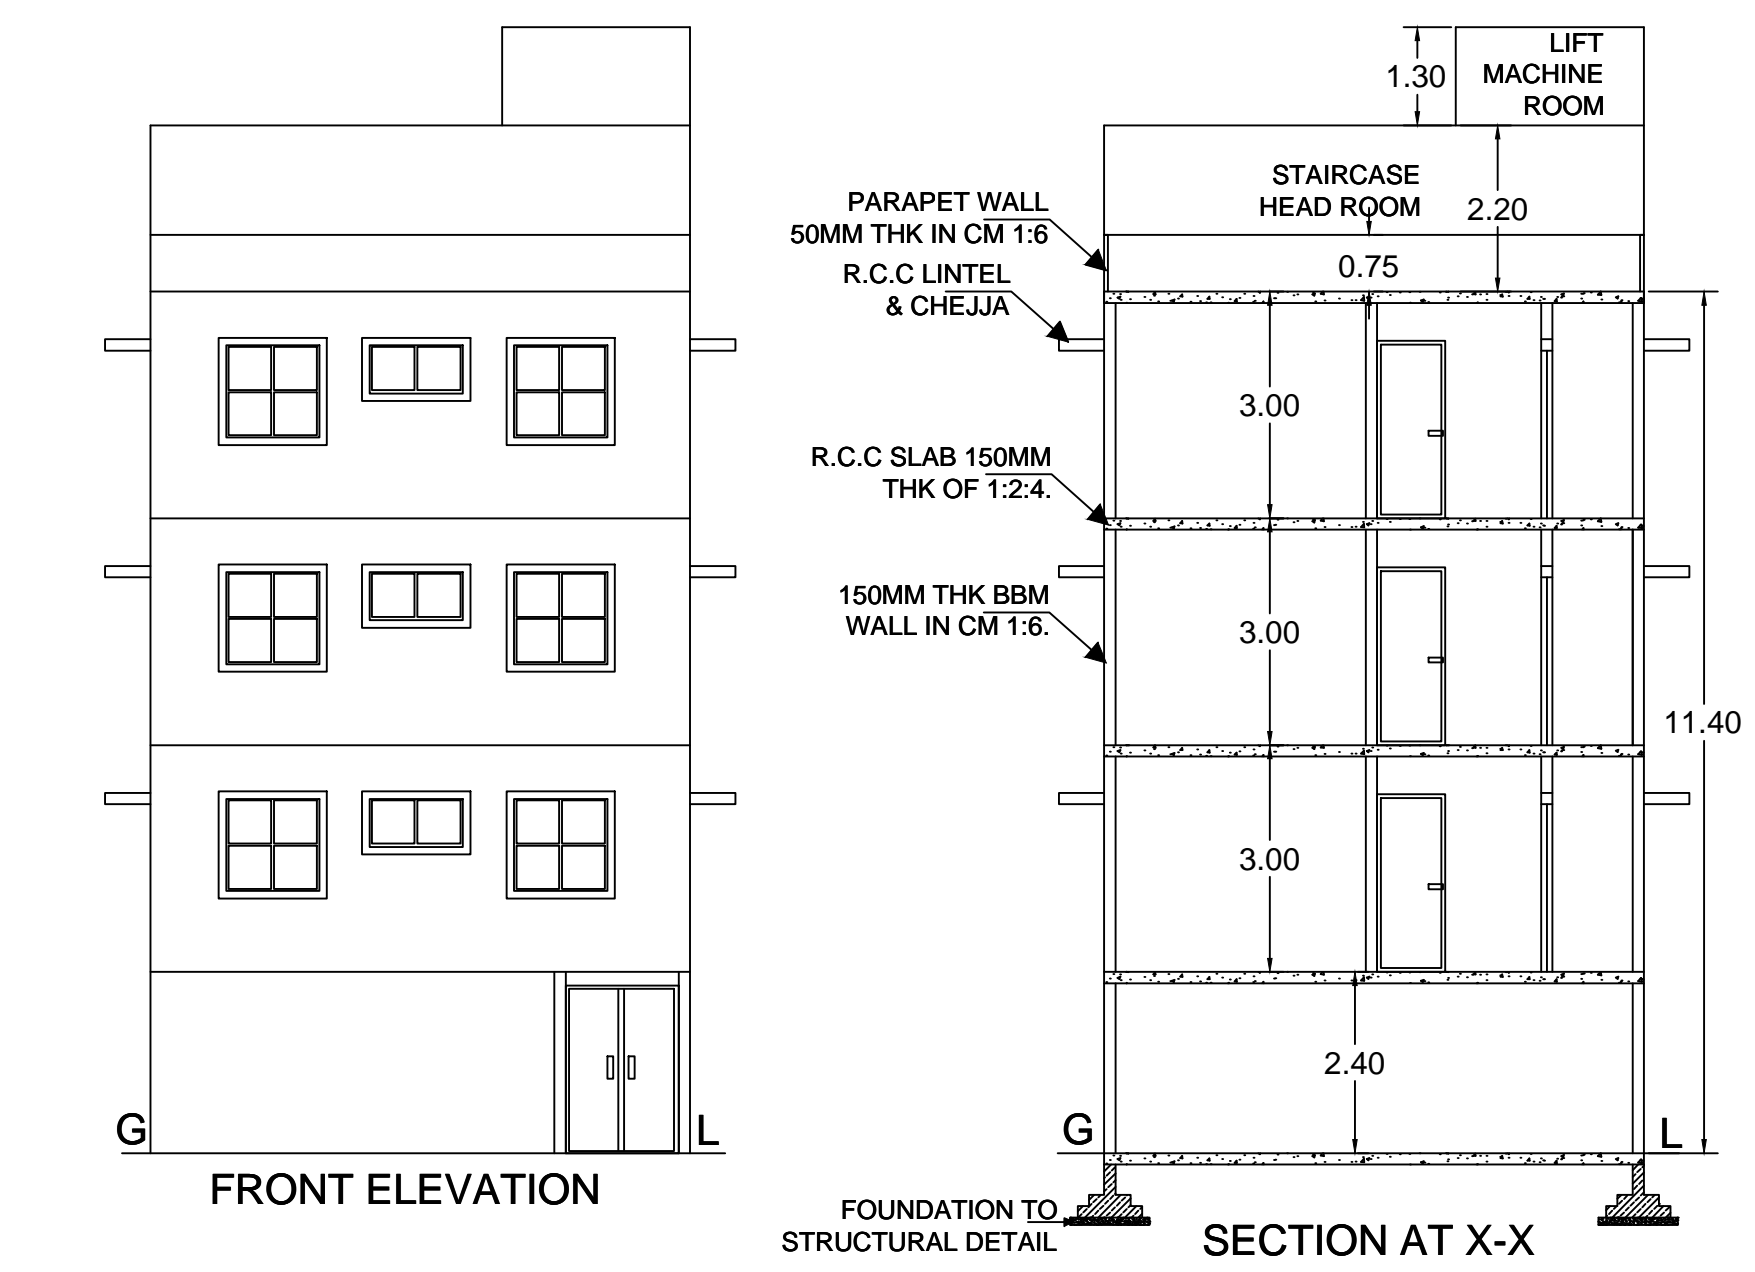 LIFT
MACHINE
ROOM
1.30
STAIRCASE
HEAD ROOM
2.20
PARAPET WALL
50MM THK IN CM 1:6
0.75
R.C.C LINTEL
& CHEJJA
3.00
R.C.C SLAB 150MM
THK OF 1:2:4.
150MM THK BBM
WALL IN CM 1:6.
3.00
11.40
3.00
2.40
G
L
G
L
FRONT ELEVATION
FOUNDATION TO
STRUCTURAL DETAIL
SECTION AT X-X